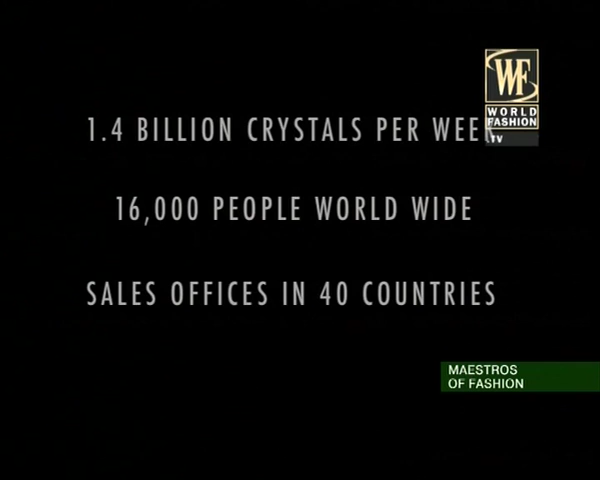 WF
WORLD
FASHION
TV
1.4 BILLION CRYSTALS PER WEEK
16,000 PEOPLE WORLD WIDE
SALES OFFICES IN 40 COUNTRIES
MAESTROS
OF FASHION